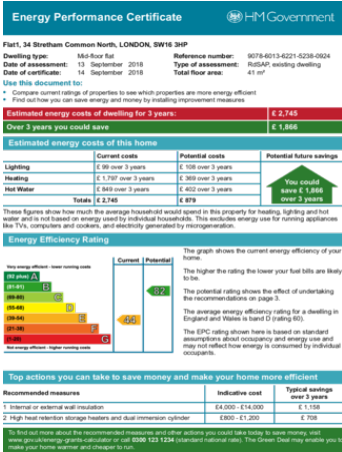 Energy Performance Certificate HM Government
Flat1, 34 Stretham Common North, LONDON, SW16 3HP
Dwelling type: Mid-floor flat Reference number: 9078-6013-6221-5238-0924
Date of assessment: 13 September 2018 Type of assessment: RdSAP, existing dwelling
Date of certificate: 14 September 2018 Total floor area: 41 m²
Use this document to:
• Compare current ratings of properties to see which properties are more energy efficient
• Find out how you can save energy and money by installing improvement measures
Estimated energy costs of dwelling for 3 years: £ 2,745
Over 3 years you could save £ 1,866
Estimated energy costs of this home
Current costs Potential costs Potential future savings
Lighting £ 99 over 3 years £ 108 over 3 years
Heating £ 1,797 over 3 years £ 369 over 3 years
Hot Water £ 849 over 3 years £ 402 over 3 years
Totals £ 2,745 £ 879
You could
save £ 1,866
over 3 years
These figures show how much the average household would spend in this property for heating, lighting and hot
water and is not based on energy used by individual households. This excludes energy use for running appliances
like TVs, computers and cookers, and electricity generated by microgeneration.
Energy Efficiency Rating
Current Potential
Very energy efficient - lower running costs
(92 plus) A
(81-91) B
(69-80) C
(55-68) D
(39-54) E
(21-38) F
(1-20) G
Not energy efficient - higher running costs
44
82
The graph shows the current energy efficiency of your
home.
The higher the rating the lower your fuel bills are likely
to be.
The potential rating shows the effect of undertaking
the recommendations on page 3.
The average energy efficiency rating for a dwelling in
England and Wales is band D (rating 60).
The EPC rating shown here is based on standard
assumptions about occupancy and energy use and
may not reflect how energy is consumed by individual
occupants.
Top actions you can take to save money and make your home more efficient
Recommended measures Indicative cost Typical savings
over 3 years
1 Internal or external wall insulation £4,000 - £14,000 £ 1,158
2 High heat retention storage heaters and dual immersion cylinder £800 - £1,200 £ 708
To find out more about the recommended measures and other actions you could take today to save money, visit
www.gov.uk/energy-grants-calculator or call 0300 123 1234 (standard national rate). The Green Deal may enable you to
make your home warmer and cheaper to run.